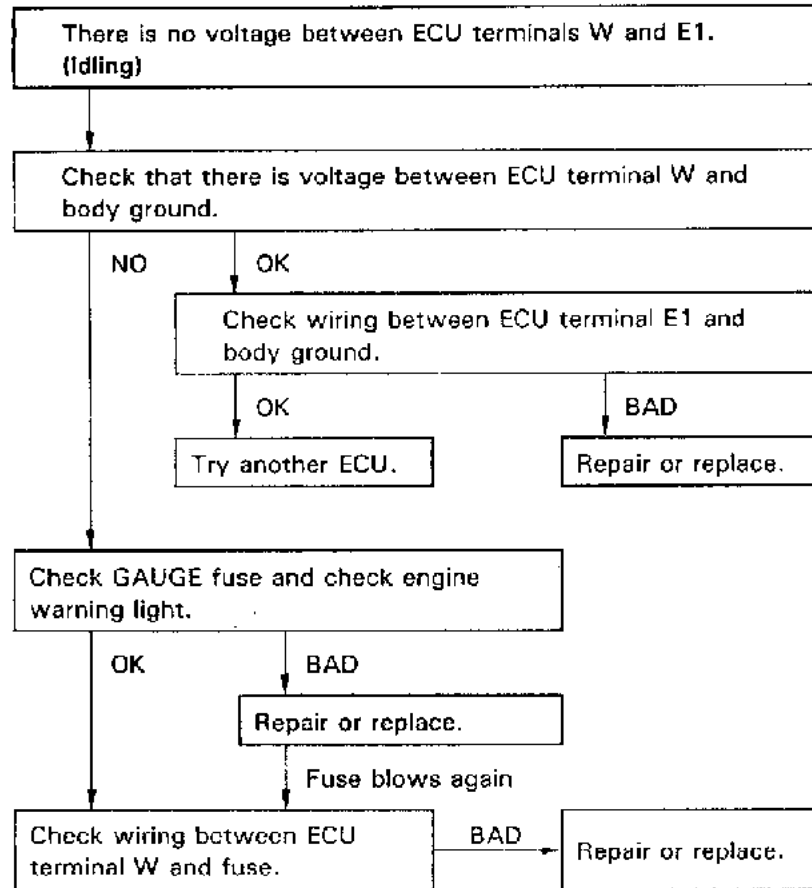 There is no voltage between ECU terminals W and E1.
(Idling)
Check that there is voltage between ECU terminal W and
body ground.
NO
OK
Check wiring between ECU terminal E1 and
body ground.
OK
BAD
Try another ECU.
Repair or replace.
Check GAUGE fuse and check engine
warning light.
OK
BAD
Repair or replace.
Fuse blows again
Check wiring between ECU
terminal W and fuse.
BAD
Repair or replace.